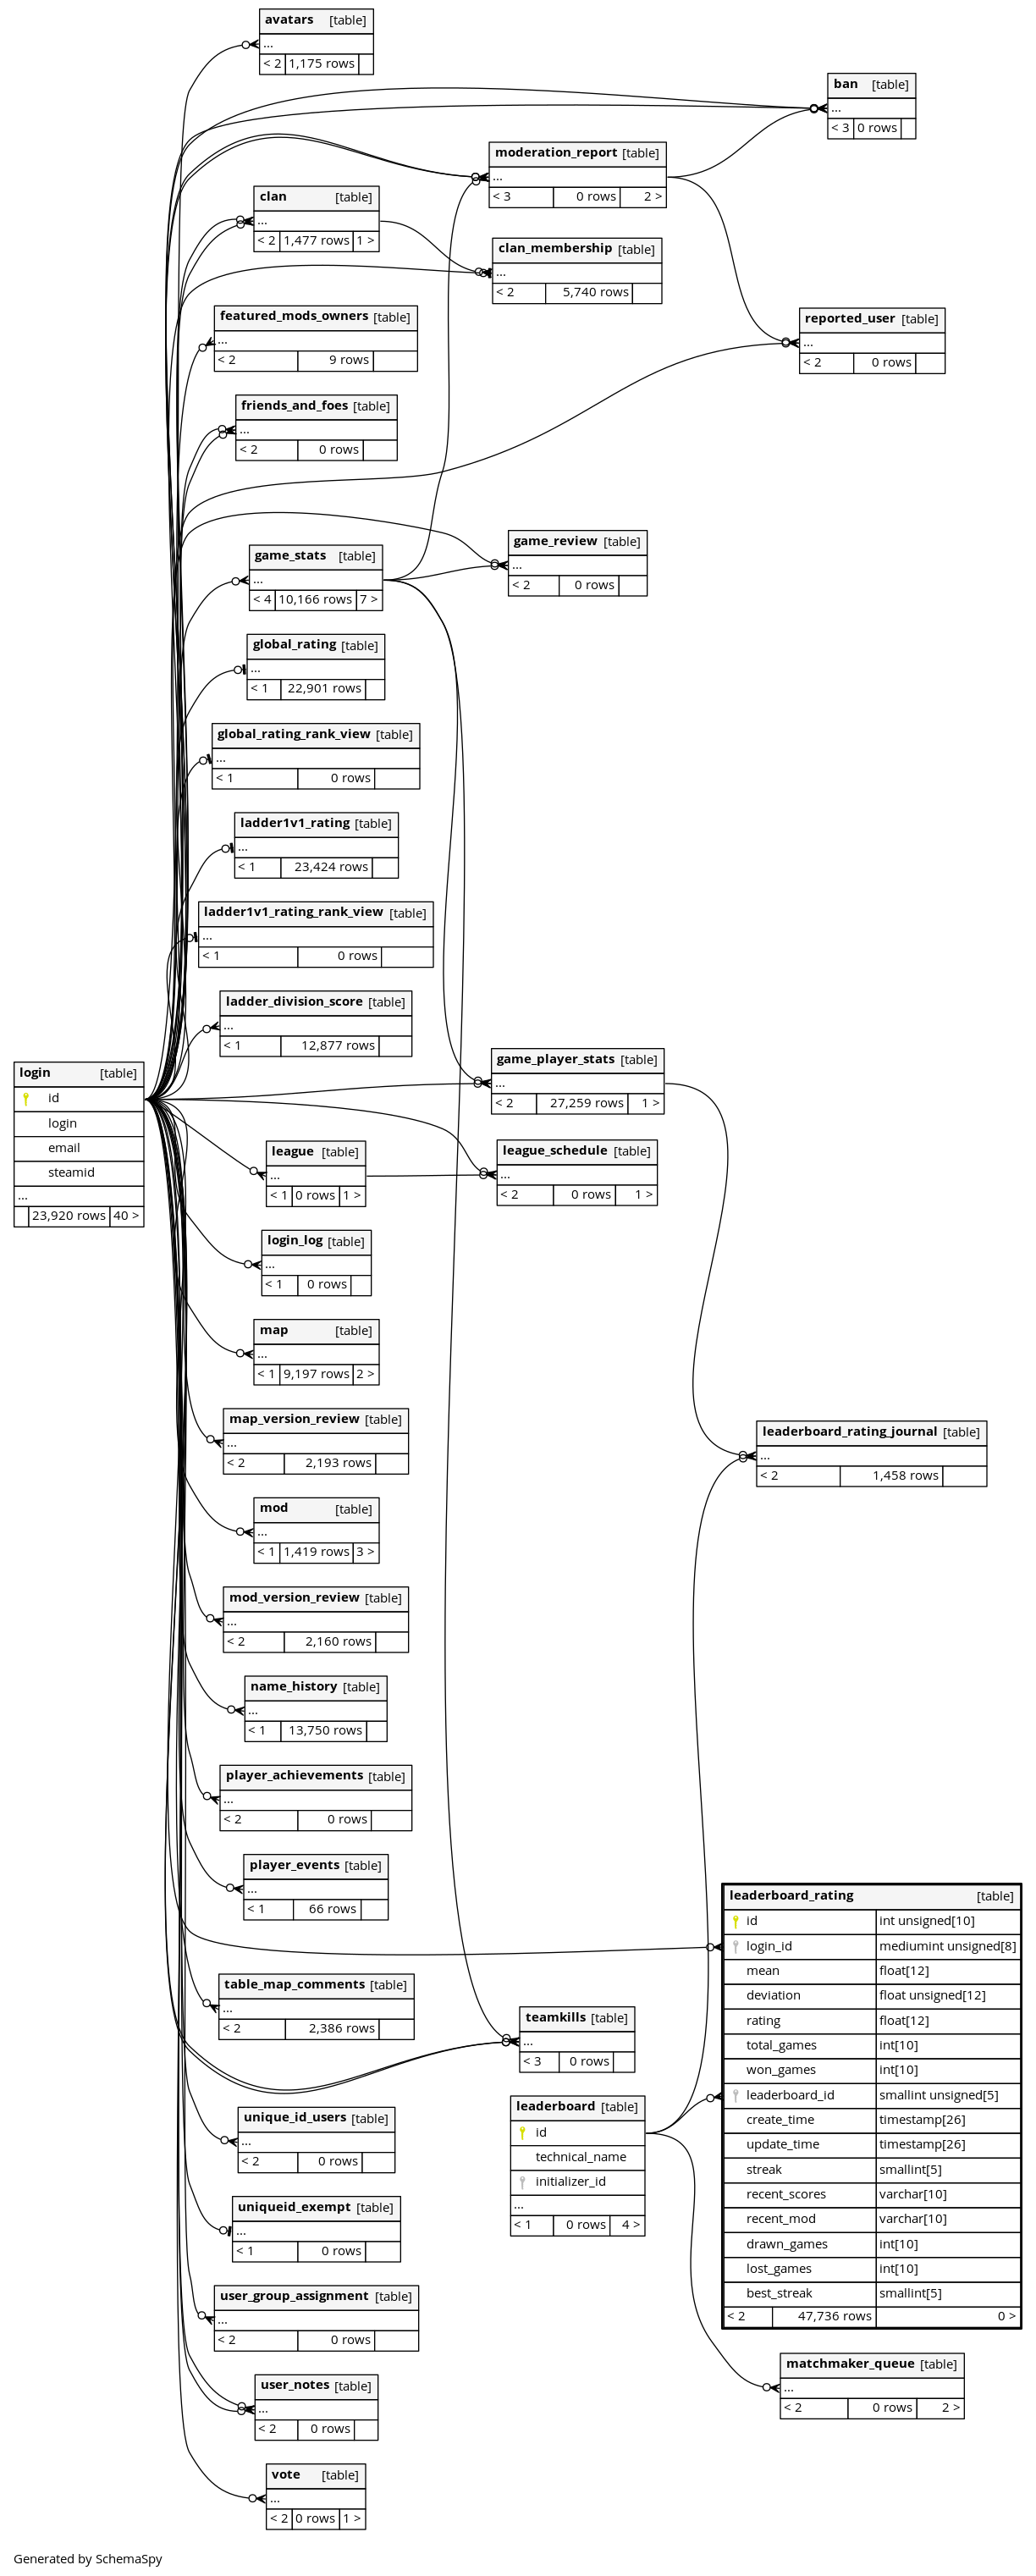 avatars [table]
...
< 2 1,175 rows
ban [table]
...
< 3 0 rows
moderation_report [table]
...
< 3 0 rows 2 >
clan [table]
...
< 2 1,477 rows 1 >
clan_membership [table]
...
< 2 5,740 rows
featured_mods_owners [table]
...
< 2 9 rows
reported_user [table]
...
< 2 0 rows
friends_and_foes [table]
...
< 2 0 rows
game_review [table]
...
< 2 0 rows
game_stats [table]
...
< 4 10,166 rows 7 >
global_rating [table]
...
< 1 22,901 rows
global_rating_rank_view [table]
...
< 1 0 rows
ladder1v1_rating [table]
...
< 1 23,424 rows
ladder1v1_rating_rank_view [table]
...
< 1 0 rows
ladder_division_score [table]
...
< 1 12,877 rows
game_player_stats [table]
...
< 2 27,259 rows 1 >
login [table]
id
login
email
steamid
...
23,920 rows 40 >
league [table]
...
< 1 0 rows 1 >
league_schedule [table]
...
< 2 0 rows 1 >
login_log [table]
...
< 1 0 rows
map [table]
...
< 1 9,197 rows 2 >
map_version_review [table]
...
< 2 2,193 rows
leaderboard_rating_journal [table]
...
< 2 1,458 rows
mod [table]
...
< 1 1,419 rows 3 >
mod_version_review [table]
...
< 2 2,160 rows
name_history [table]
...
< 1 13,750 rows
player_achievements [table]
...
< 2 0 rows
player_events [table]
...
< 1 66 rows
leaderboard_rating [table]
id int unsigned[10]
login_id mediumint unsigned[8]
mean float[12]
deviation float unsigned[12]
rating float[12]
total_games int[10]
won_games int[10]
leaderboard_id smallint unsigned[5]
create_time timestamp[26]
update_time timestamp[26]
streak smallint[5]
recent_scores varchar[10]
recent_mod varchar[10]
drawn_games int[10]
lost_games int[10]
best_streak smallint[5]
< 2 47,736 rows 0 >
table_map_comments [table]
...
< 2 2,386 rows
teamkills [table]
...
< 3 0 rows
leaderboard [table]
id
technical_name
initializer_id
...
< 1 0 rows 4 >
unique_id_users [table]
...
< 2 0 rows
uniqueid_exempt [table]
...
< 1 0 rows
user_group_assignment [table]
...
< 2 0 rows
matchmaker_queue [table]
...
< 2 0 rows 2 >
user_notes [table]
...
< 2 0 rows
vote [table]
...
< 2 0 rows 1 >
Generated by SchemaSpy